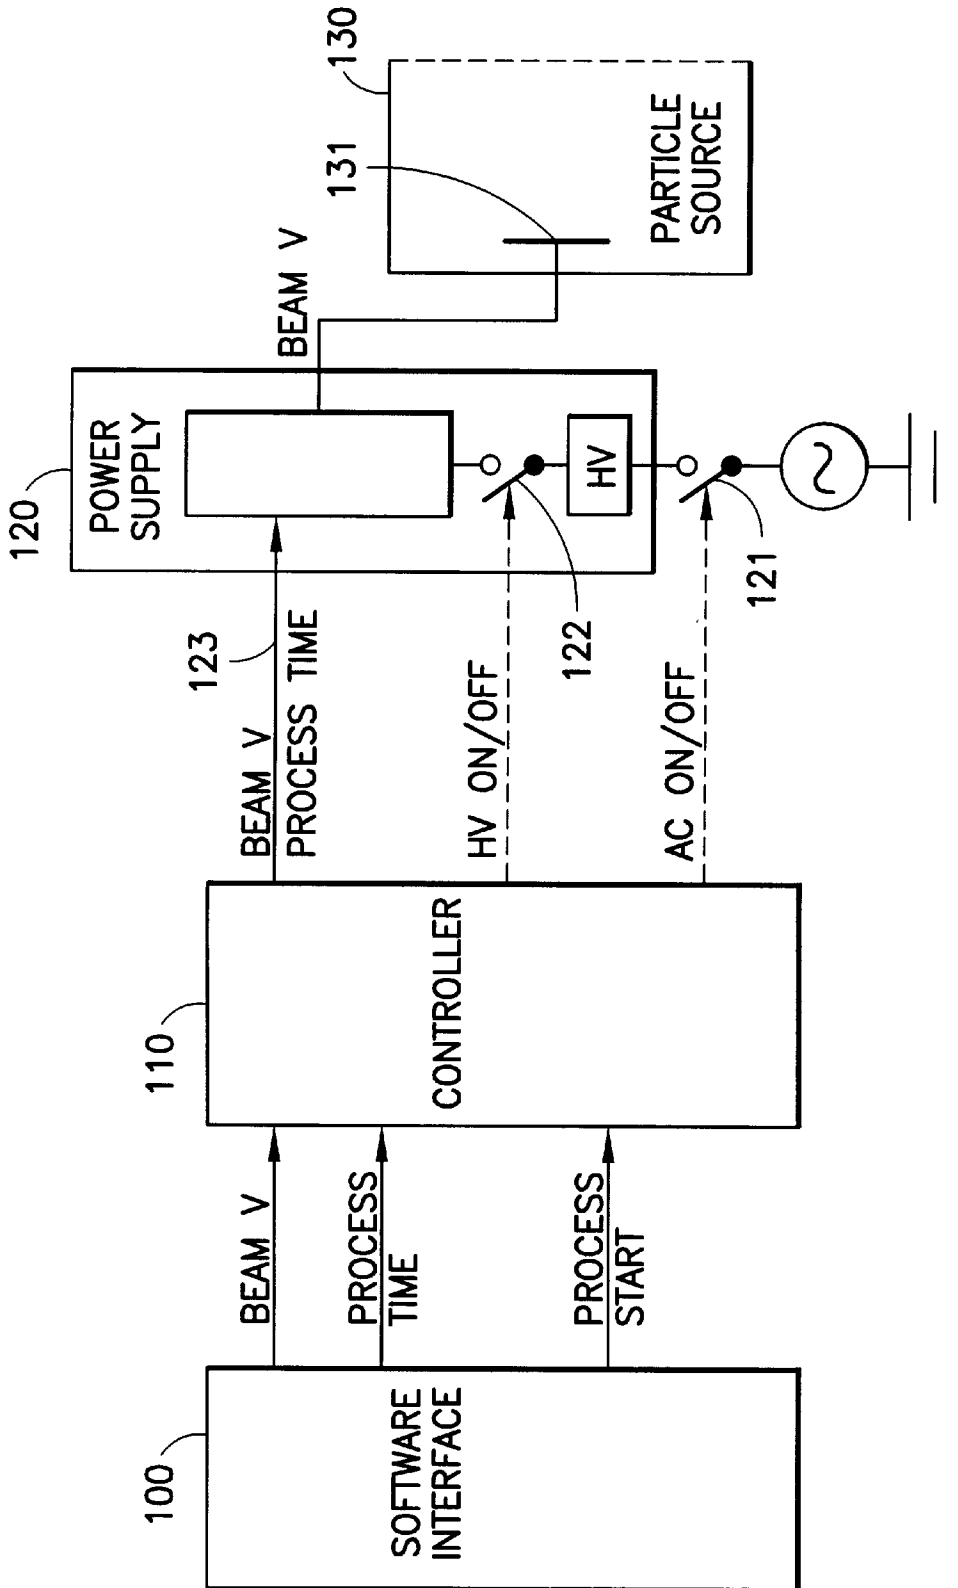 100
SOFTWARE
INTERFACE
BEAM V
PROCESS
TIME
PROCESS
START
110
CONTROLLER
BEAM V
PROCESS TIME
123
HV ON/OFF
122
AC ON/OFF
121
120
POWER
SUPPLY
HV
BEAM V
131
130
PARTICLE
SOURCE